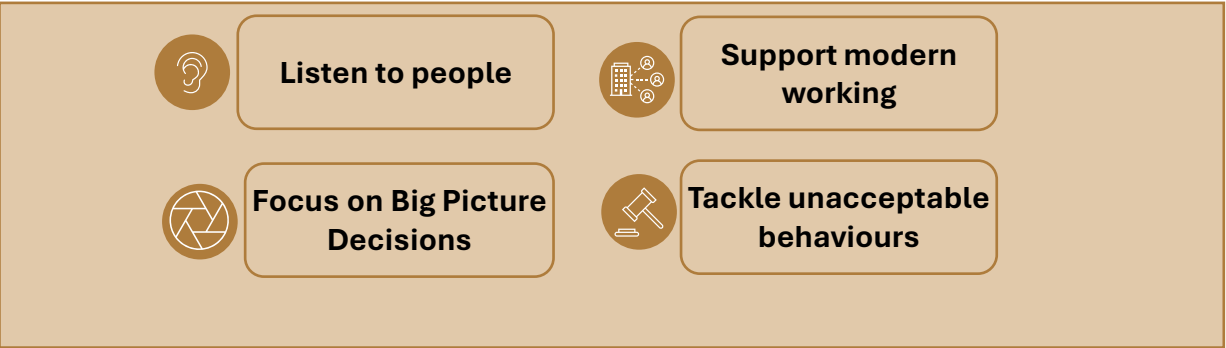 Listen to people
Support modern
working
Focus on Big Picture
Decisions
Tackle unacceptable
behaviours